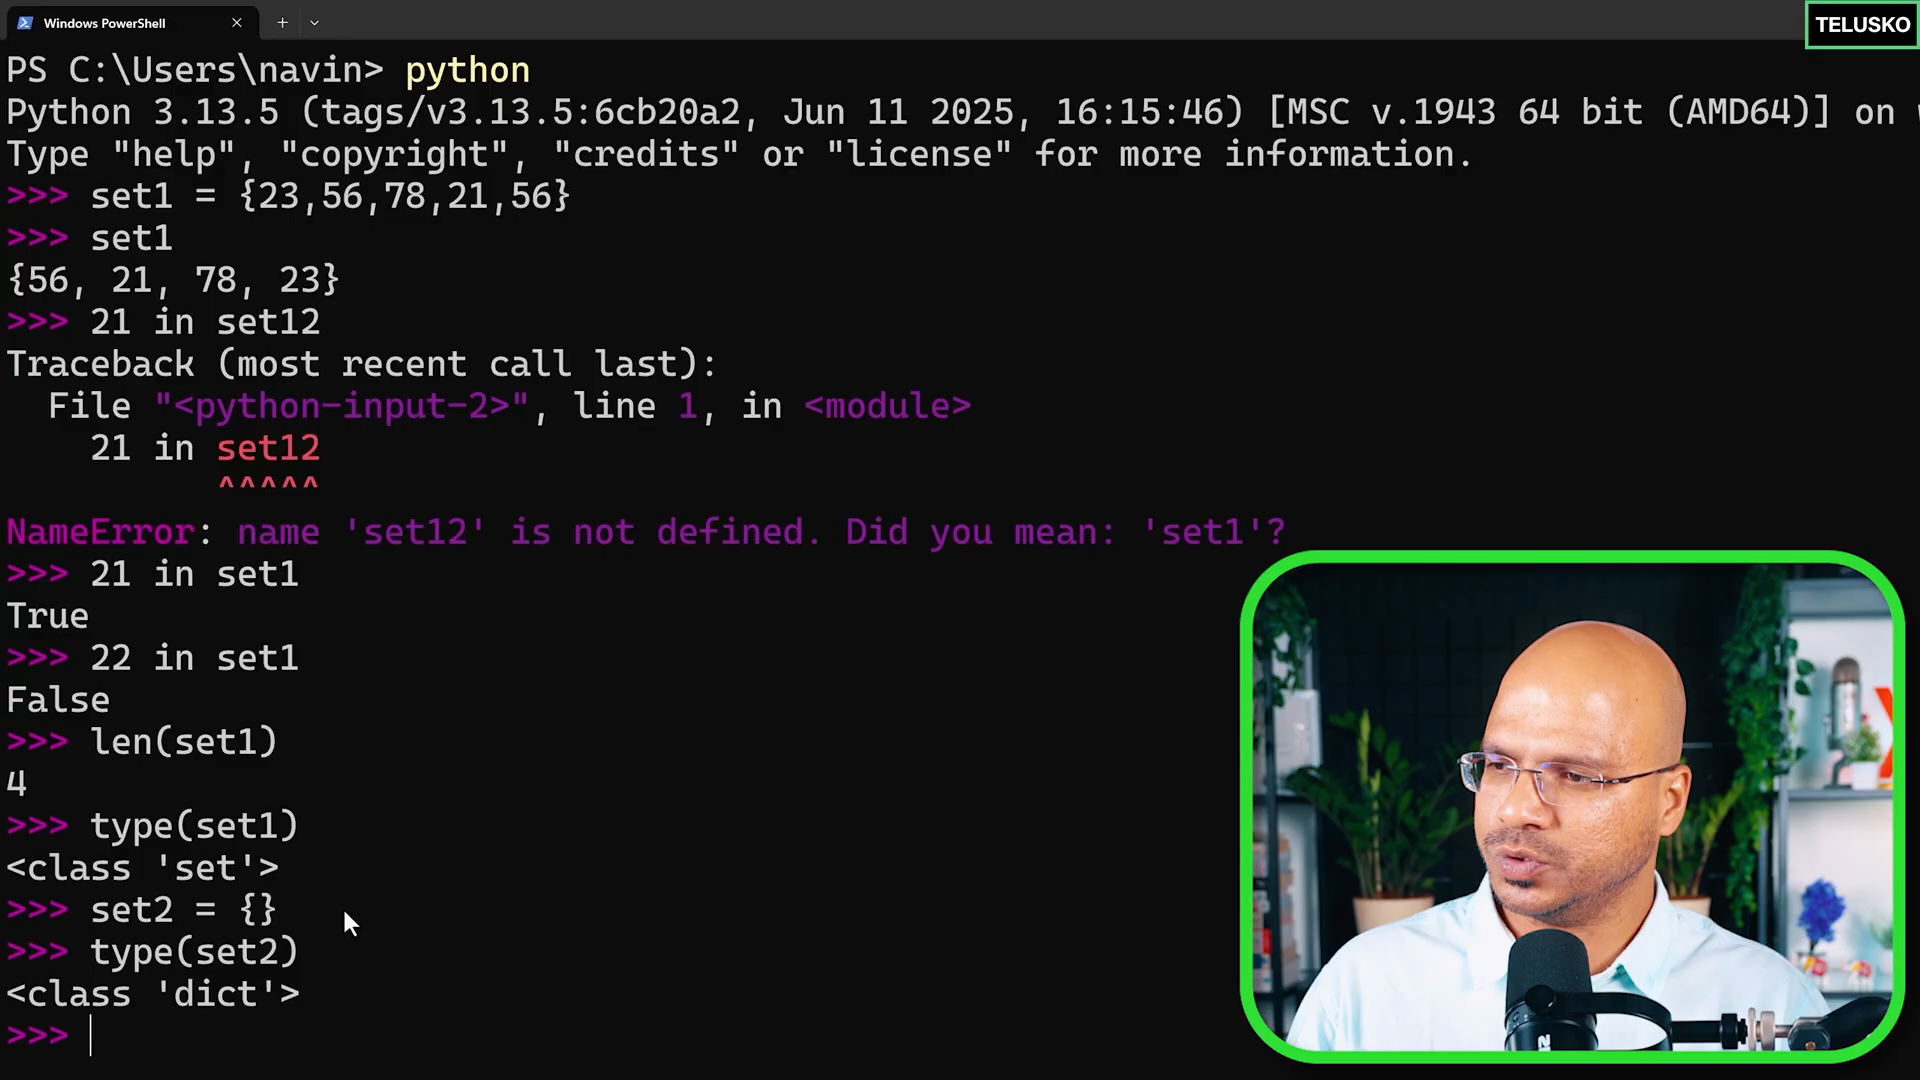 Windows PowerShell
TELUSKO
PS C:\Users\navin> python
Python 3.13.5 (tags/v3.13.5:6cb20a2, Jun 11 2025, 16:15:46) [MSC v.1943 64 bit (AMD64)] on
Type "help", "copyright", "credits" or "license" for more information.
>>> set1 = {23,56,78,21,56}
>>> set1
{56, 21, 78, 23}
>>> 21 in set12
Traceback (most recent call last):
  File "<python-input-2>", line 1, in <module>
    21 in set12
          ^^^^^
NameError: name 'set12' is not defined. Did you mean: 'set1'?
>>> 21 in set1
True
>>> 22 in set1
False
>>> len(set1)
4
>>> type(set1)
<class 'set'>
>>> set2 = {}
>>> type(set2)
<class 'dict'>
>>>